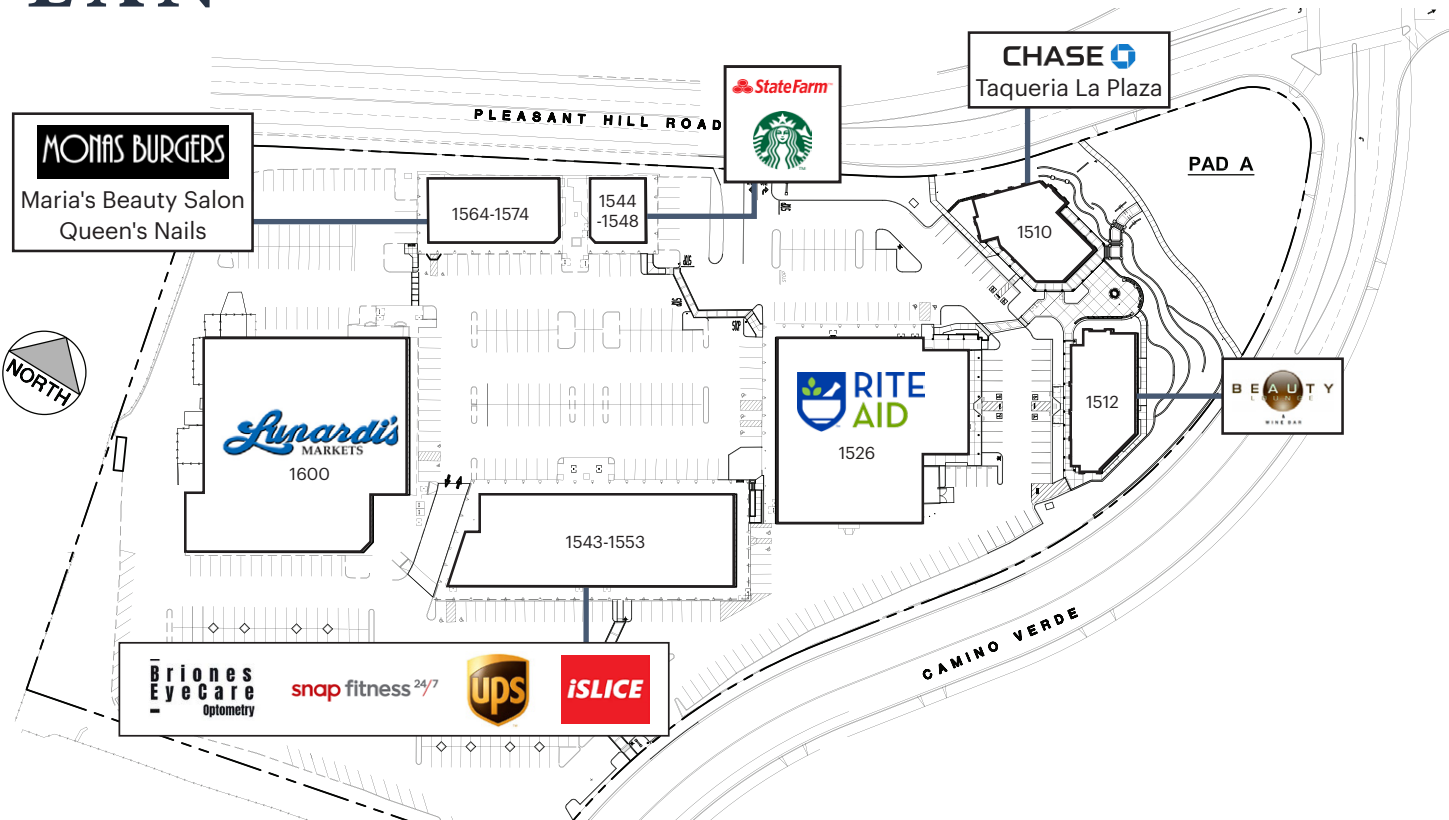 CHASE
Taqueria La Plaza
StateFarm
PLEASANT HILL ROAD
MONAS BURGERS
Maria's Beauty Salon
Queen's Nails
PAD A
1564-1574
1544
-1548
1510
NORTH
Lunardi's
MARKETS
1600
RITE
AID
1526
1512
BEAUTY
LOUNGE
&
WINE BAR
1543-1553
CAMINO VERDE
Briones
EyeCare
Optometry
snap fitness 24/7
ups
iSLICE